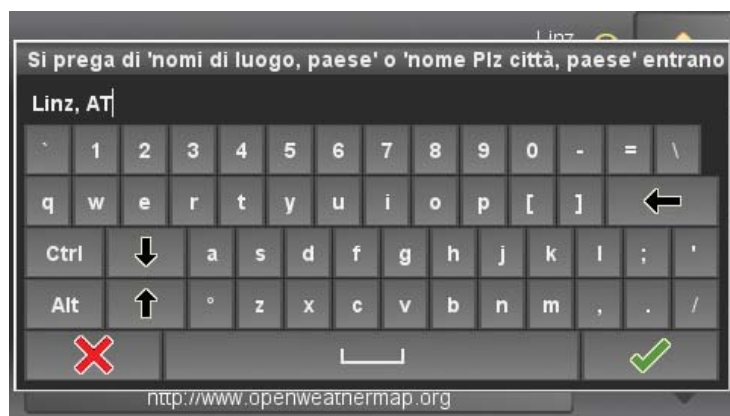 Linz
Si prega di 'nomi di luogo, paese' o 'nome Plz città, paese' entrano
Linz, AT
` 1 2 3 4 5 6 7 8 9 0 - = \
q w e r t y u i o p [ ]
Ctrl a s d f g h j k l ; '
Alt ° z x c v b n m , . /
http://www.openweathermap.org